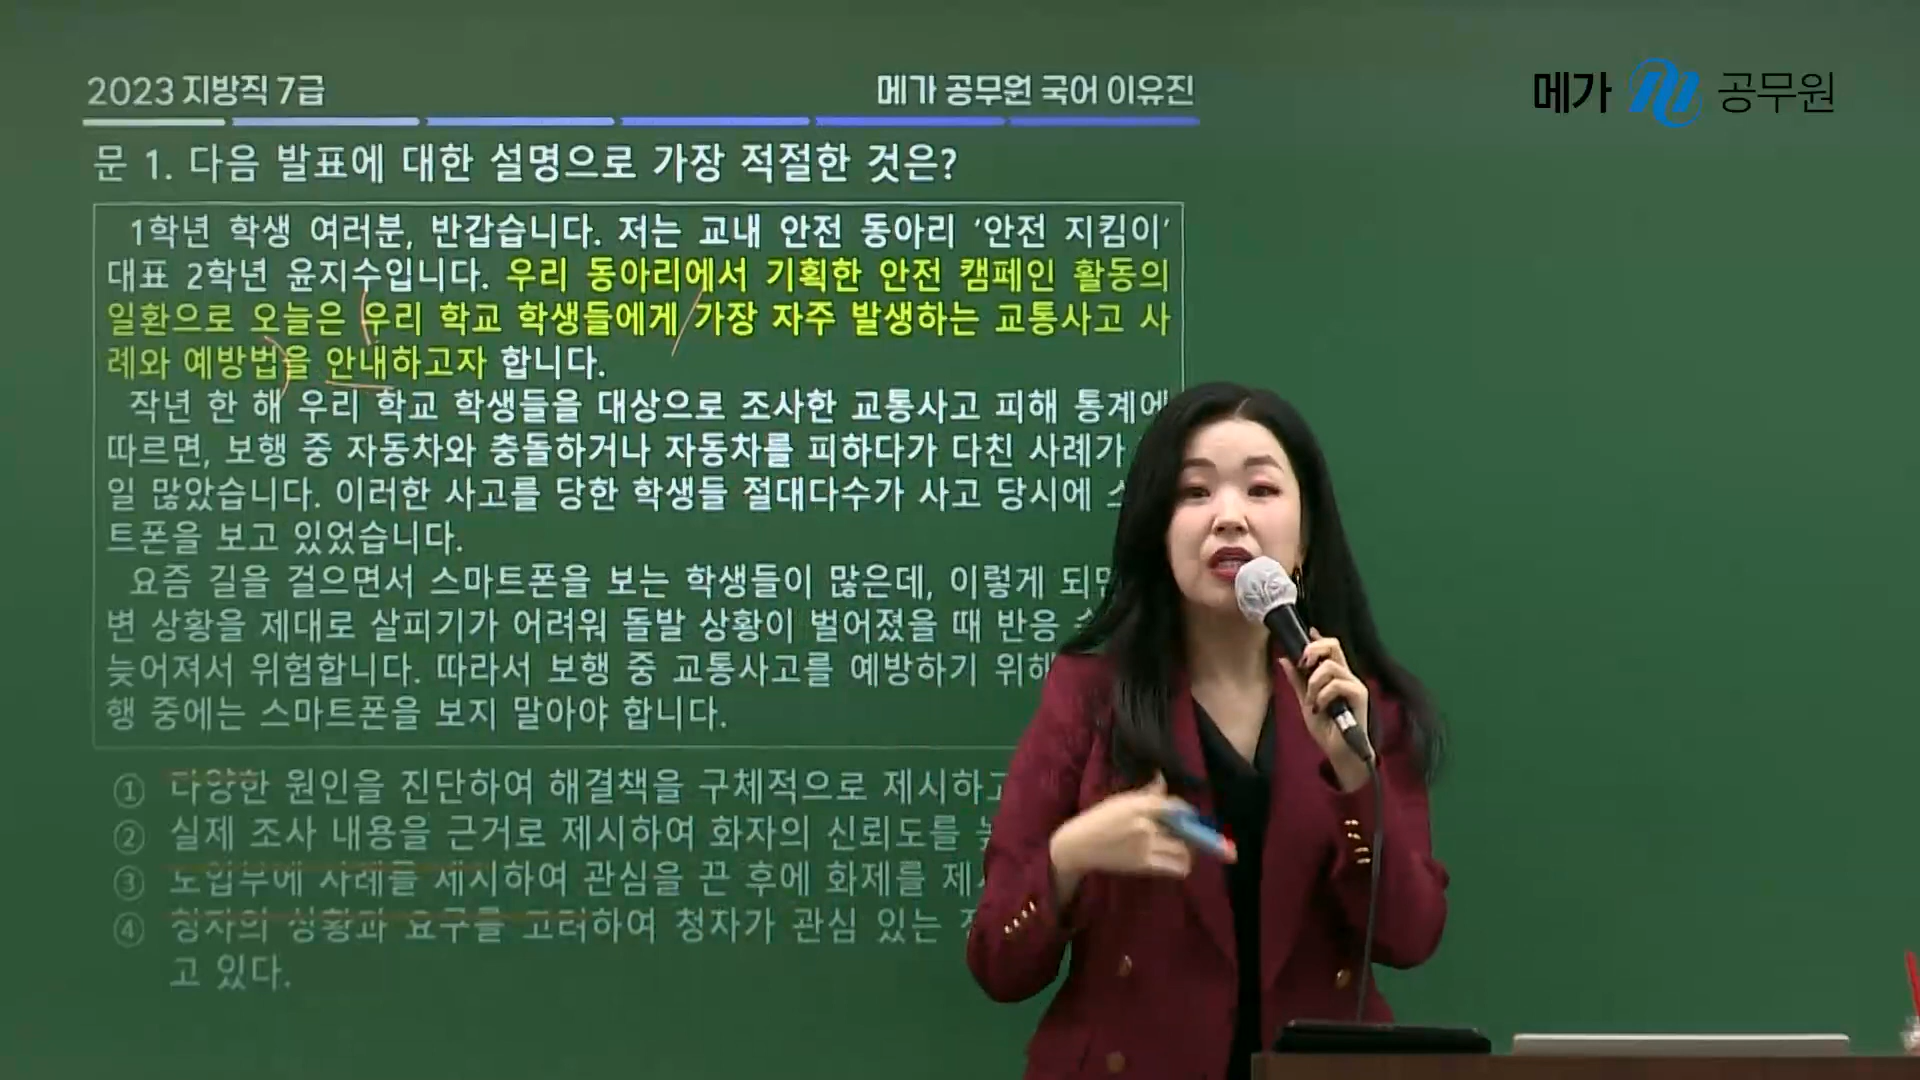 2023 지방직 7급
메가 공무원 국어 이유진
메가 공무원
문 1. 다음 발표에 대한 설명으로 가장 적절한 것은?
1학년 학생 여러분, 반갑습니다. 저는 교내 안전 동아리 ‘안전 지킴이’
대표 2학년 윤지수입니다. 우리 동아리에서 기획한 안전 캠페인 활동의
일환으로 오늘은 우리 학교 학생들에게 가장 자주 발생하는 교통사고 사
례와 예방법을 안내하고자 합니다.
작년 한 해 우리 학교 학생들을 대상으로 조사한 교통사고 피해 통계에
따르면, 보행 중 자동차와 충돌하거나 자동차를 피하다가 다친 사례가
일 많았습니다. 이러한 사고를 당한 학생들 절대다수가 사고 당시에
트폰을 보고 있었습니다.
요즘 길을 걸으면서 스마트폰을 보는 학생들이 많은데, 이렇게
변 상황을 제대로 살피기가 어려워 돌발 상황이 벌어졌을 때 반응
늦어져서 위험합니다. 따라서 보행 중 교통사고를 예방하기 위해
행 중에는 스마트폰을 보지 말아야 합니다.
① 다양한 원인을 진단하여 해결책을 구체적으로 제시하고
② 실제 조사 내용을 근거로 제시하여 화자의 신뢰도를
③ 도입부에 사례를 제시하여 관심을 끈 후에 화제를
④ 청자의 상황과 요구를 고려하여 청자가 관심 있는
고 있다.